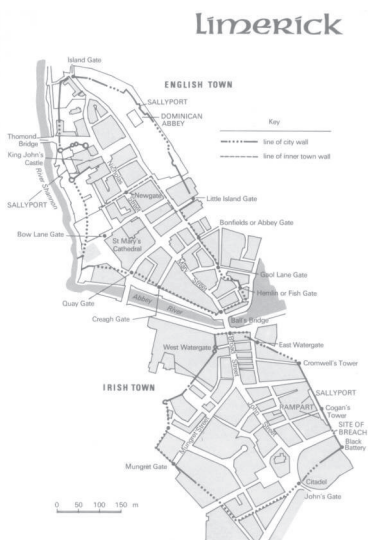 Limerick
Island Gate
ENGLISH TOWN
SALLYPORT
DOMINICAN
ABBEY
Key
line of city wall
line of inner town wall
Thomond
Bridge
King John's
Castle
River Shannon
SALLYPORT
Newgate
Little Island Gate
Bonfields or Abbey Gate
Bow Lane Gate
St Mary's
Cathedral
Gaol Lane Gate
Hamlin or Fish Gate
Quay Gate
Abbey River
Creagh Gate
Ball's Bridge
West Watergate
East Watergate
Cromwell's Tower
IRISH TOWN
SALLYPORT
RAMPART
Cogan's
Tower
SITE OF
BREACH
Black
Battery
Mungret Street
Mungret Gate
Citadel
John's Gate
0 50 100 150 m